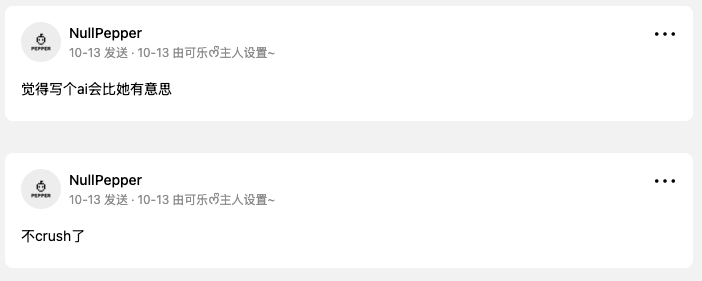 NullPepper
10-13 发送 · 10-13 由可乐ෆ主人设置~
觉得写个ai会比她有意思
NullPepper
10-13 发送 · 10-13 由可乐ෆ主人设置~
不crush了